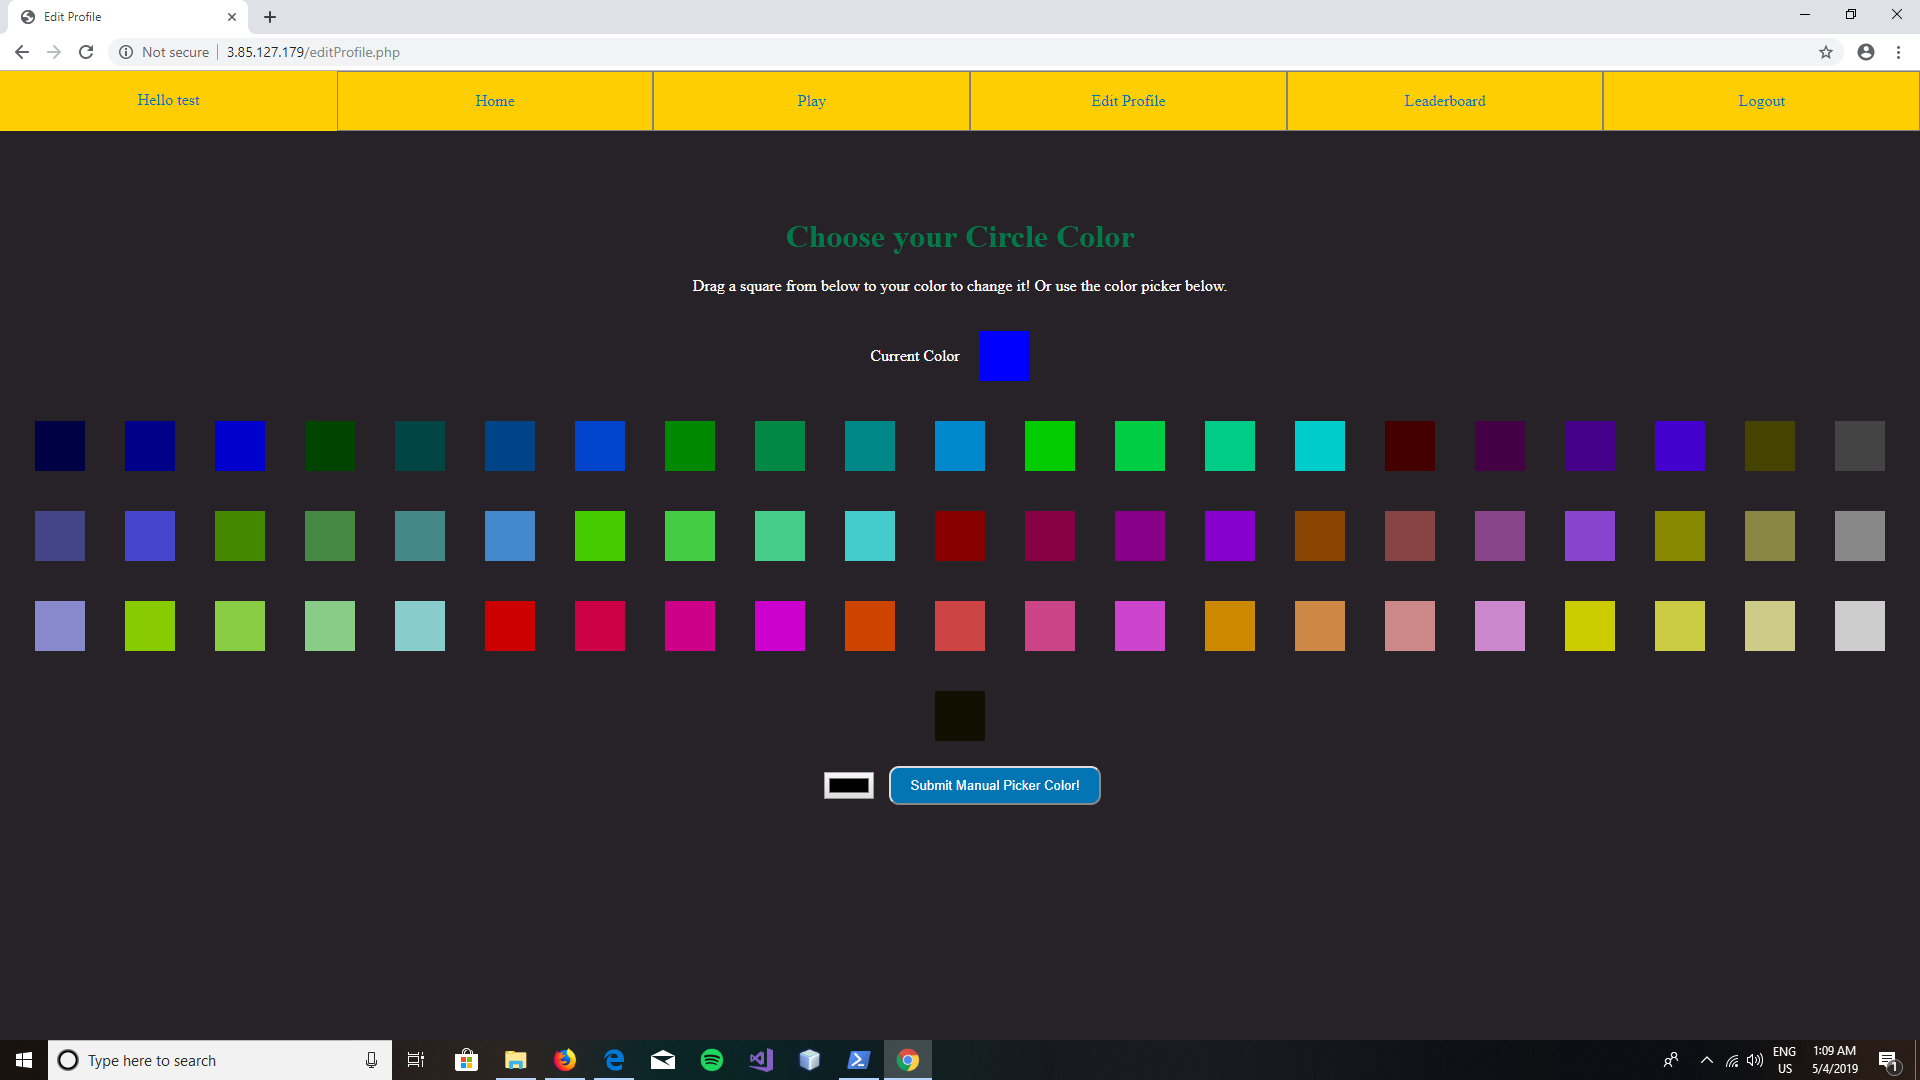 Edit Profile
Not secure
3.85.127.179/editProfile.php
Hello test
Home
Play
Edit Profile
Leaderboard
Logout
Choose your Circle Color
Drag a square from below to your color to change it! Or use the color picker below.
Current Color
Submit Manual Picker Color!
Type here to search
ENG
US
1:09 AM
5/4/2019
1